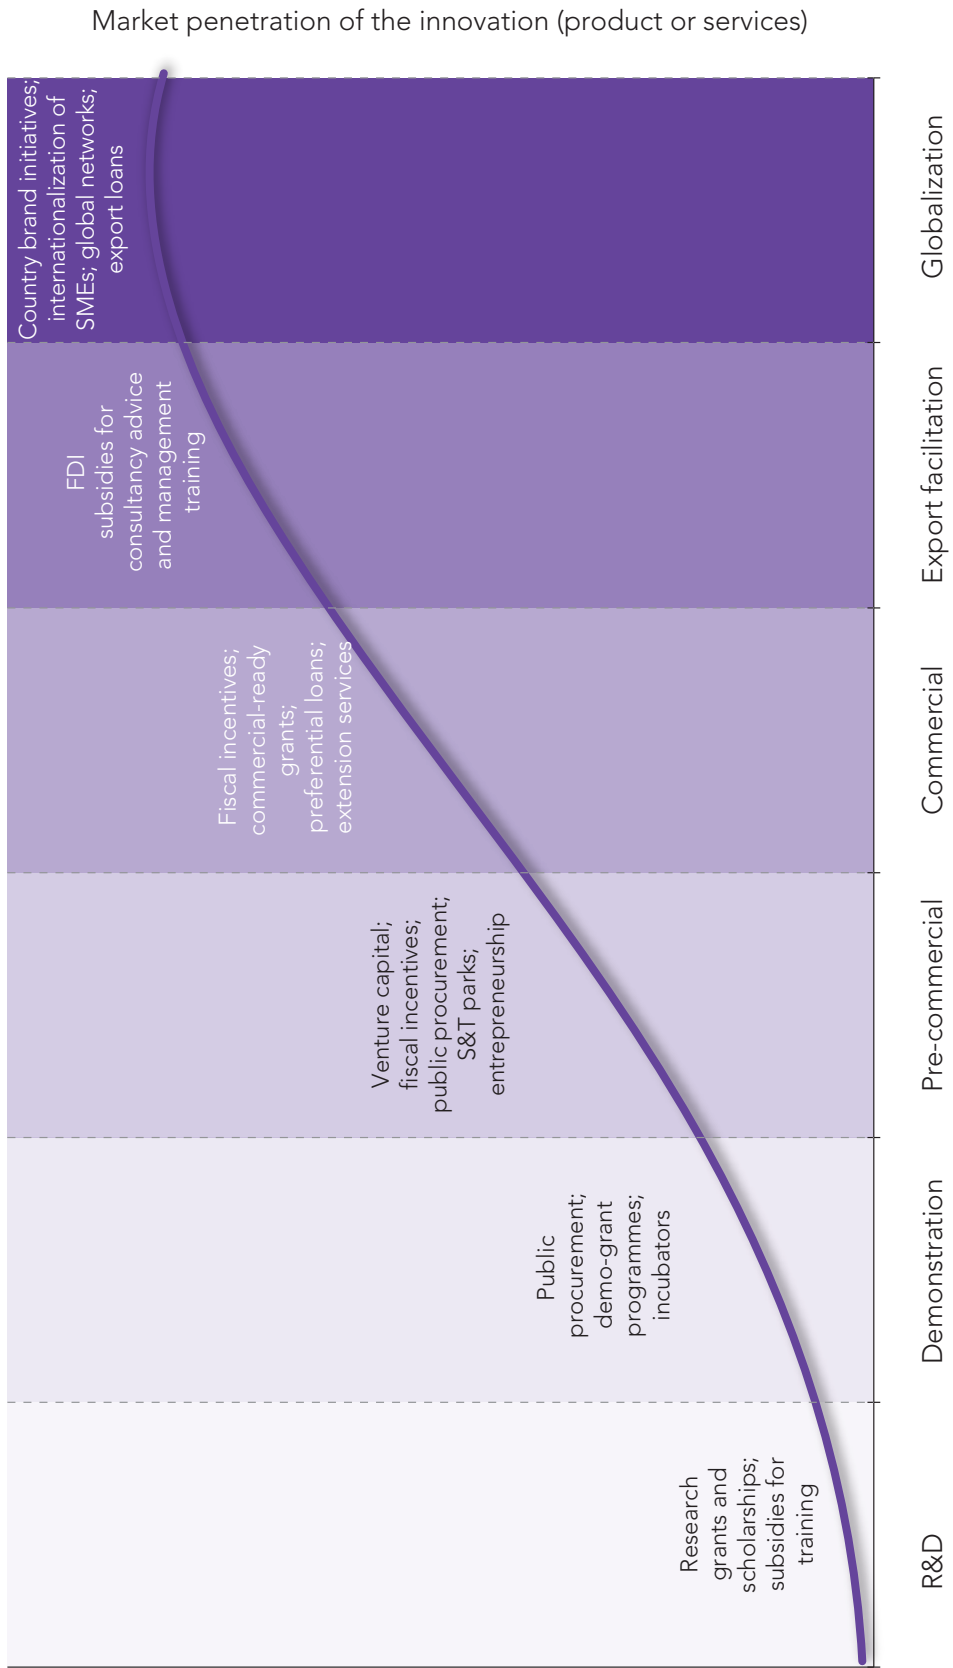 Market penetration of the innovation (product or services)
Country brand initiatives;
internationalization of
SMEs; global networks;
export loans
Globalization
FDI
subsidies for
consultancy advice
and management
training
Export facilitation
Fiscal incentives;
commercial-ready
grants;
preferential loans;
extension services
Commercial
Venture capital;
fiscal incentives;
public procurement;
S&T parks;
entrepreneurship
Pre-commercial
Public
procurement;
demo-grant
programmes;
incubators
Demonstration
Research
grants and
scholarships;
subsidies for
training
R&D